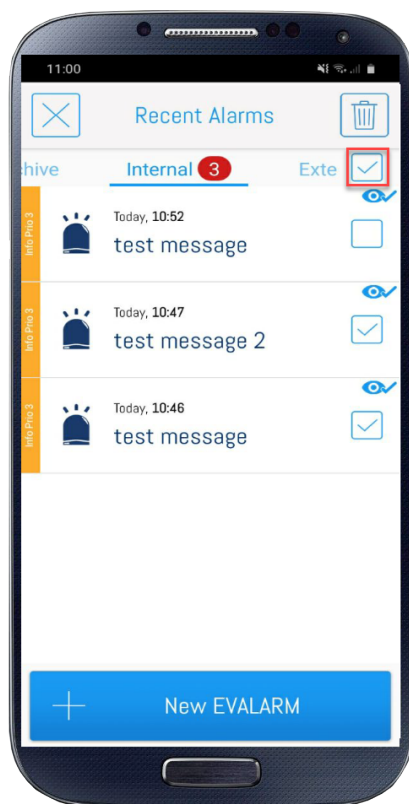 11:00
Recent Alarms
hive
Internal 3
Exte
Info Prio 3
Today, 10:52
test message
Info Prio 3
Today, 10:47
test message 2
Info Prio 3
Today, 10:46
test message
New EVALARM